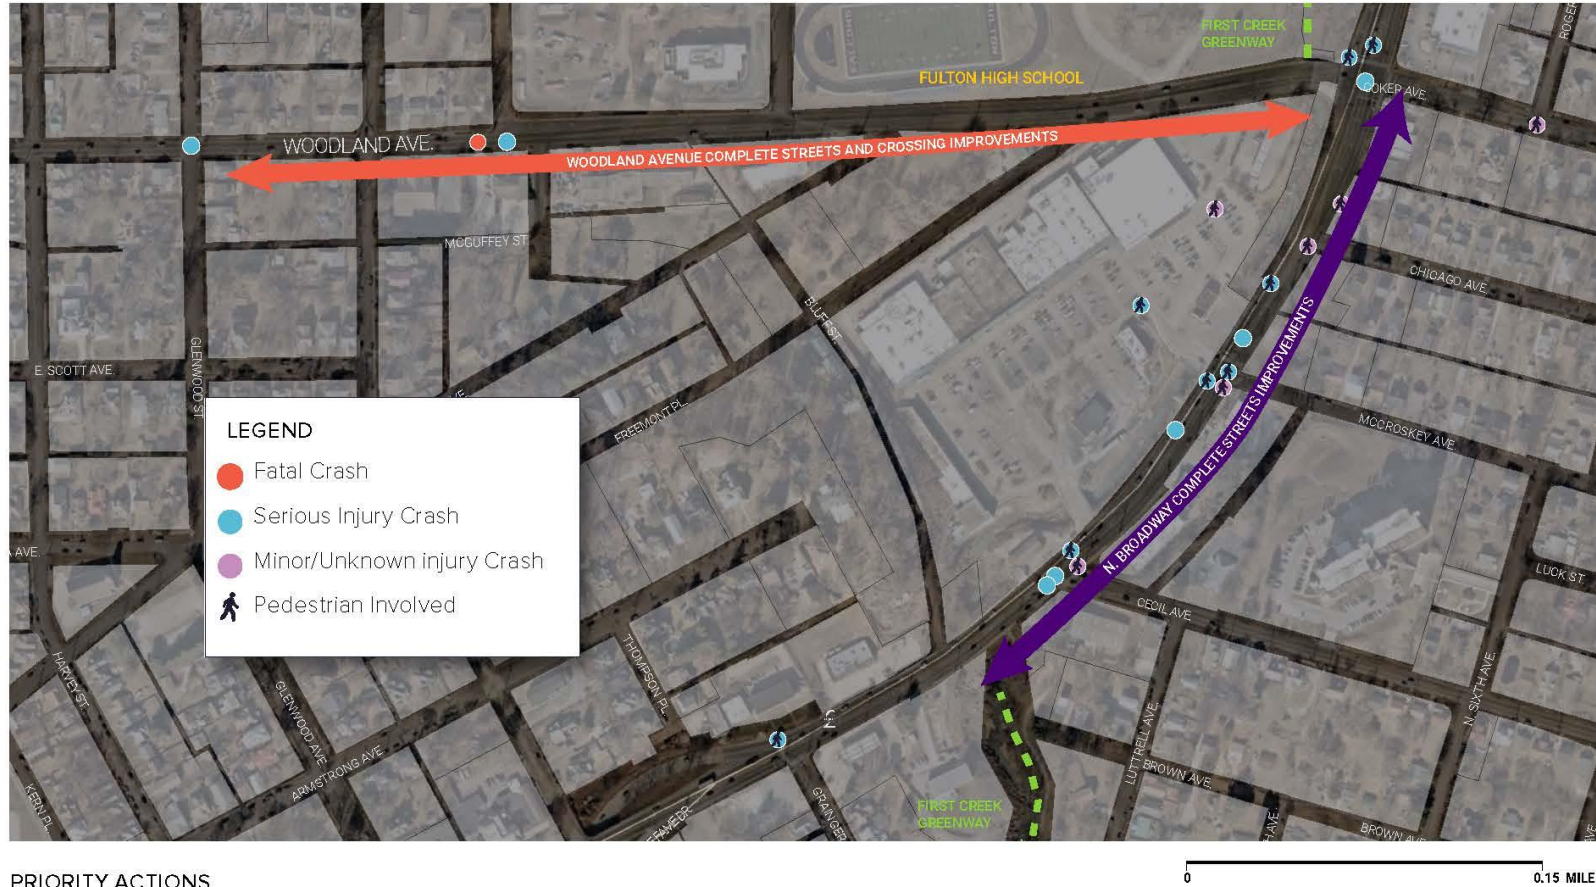 FIRST CREEK
GREENWAY
FULTON HIGH SCHOOL
COKER AVE.
WOODLAND AVE.
WOODLAND AVENUE COMPLETE STREETS AND CROSSING IMPROVEMENTS
MCGUFFEY ST.
CHICAGO AVE.
BLUFF ST.
N. BROADWAY COMPLETE STREETS IMPROVEMENTS
E. SCOTT AVE.
GLENWOOD ST.
FREEMONT PL.
MCCROSKEY AVE.
LEGEND
Fatal Crash
Serious Injury Crash
Minor/Unknown injury Crash
Pedestrian Involved
AVE.
LUCK ST.
CECIL AVE.
HARVEY ST.
GLENWOOD AVE.
THOMPSON PL.
N. SIXTH AVE.
ARMSTRONG AVE
LUTTRELL AVE.
BROWN AVE.
KERN PL.
GRAINGER
FIRST CREEK
GREENWAY
BROWN AVE.
PRIORITY ACTIONS
0 0.15 MILE